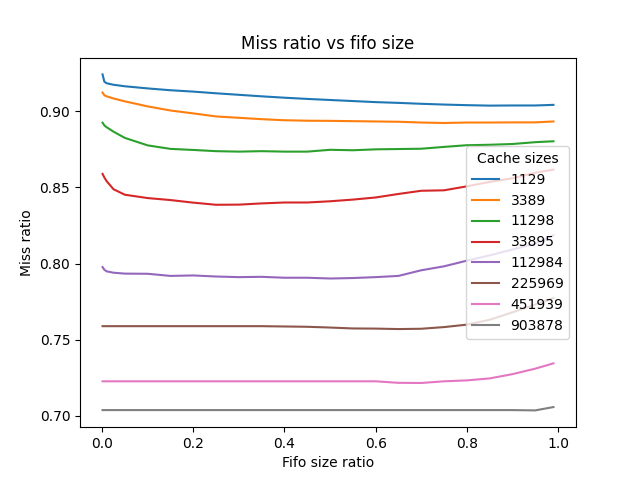 Miss ratio vs fifo size
Miss ratio
0.90
0.85
0.80
0.75
0.70
Cache sizes
1129
3389
11298
33895
112984
225969
451939
903878
0.0 0.2 0.4 0.6 0.8 1.0
Fifo size ratio